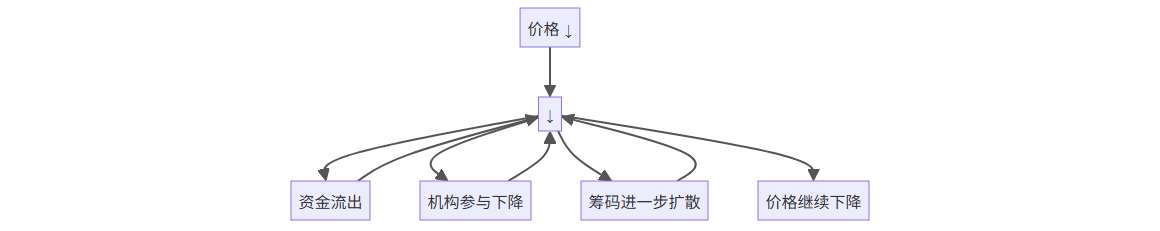 价格 ↓
↓
资金流出
机构参与下降
筹码进一步扩散
价格继续下降